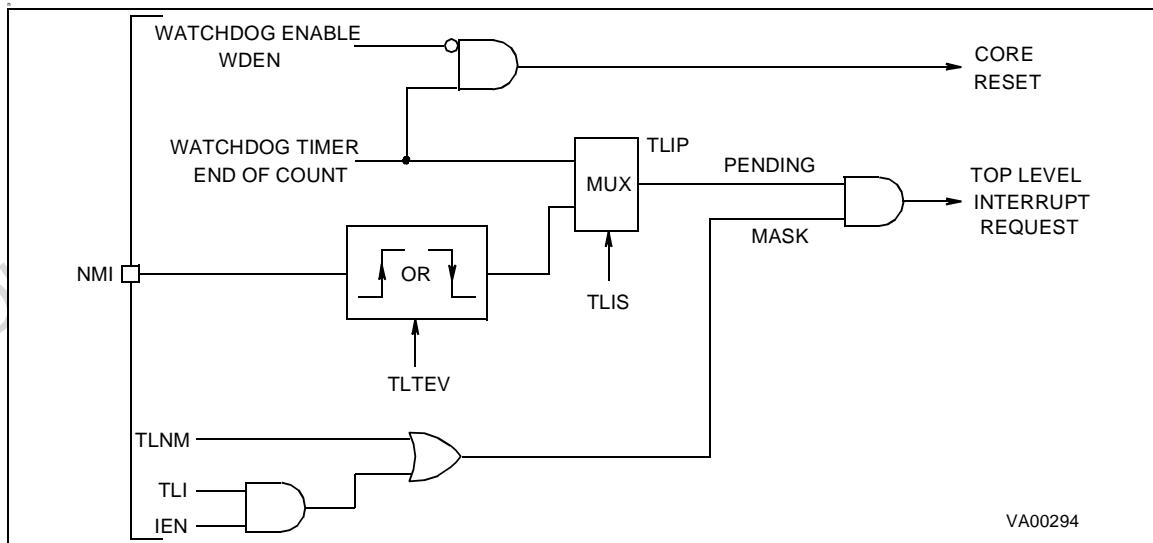 WATCHDOG ENABLE
WDEN
CORE
RESET
WATCHDOG TIMER
END OF COUNT
MUX
TLIP
PENDING
MASK
TOP LEVEL
INTERRUPT
REQUEST
NMI
OR
TLIS
TLTEV
TLNM
TLI
IEN
VA00294